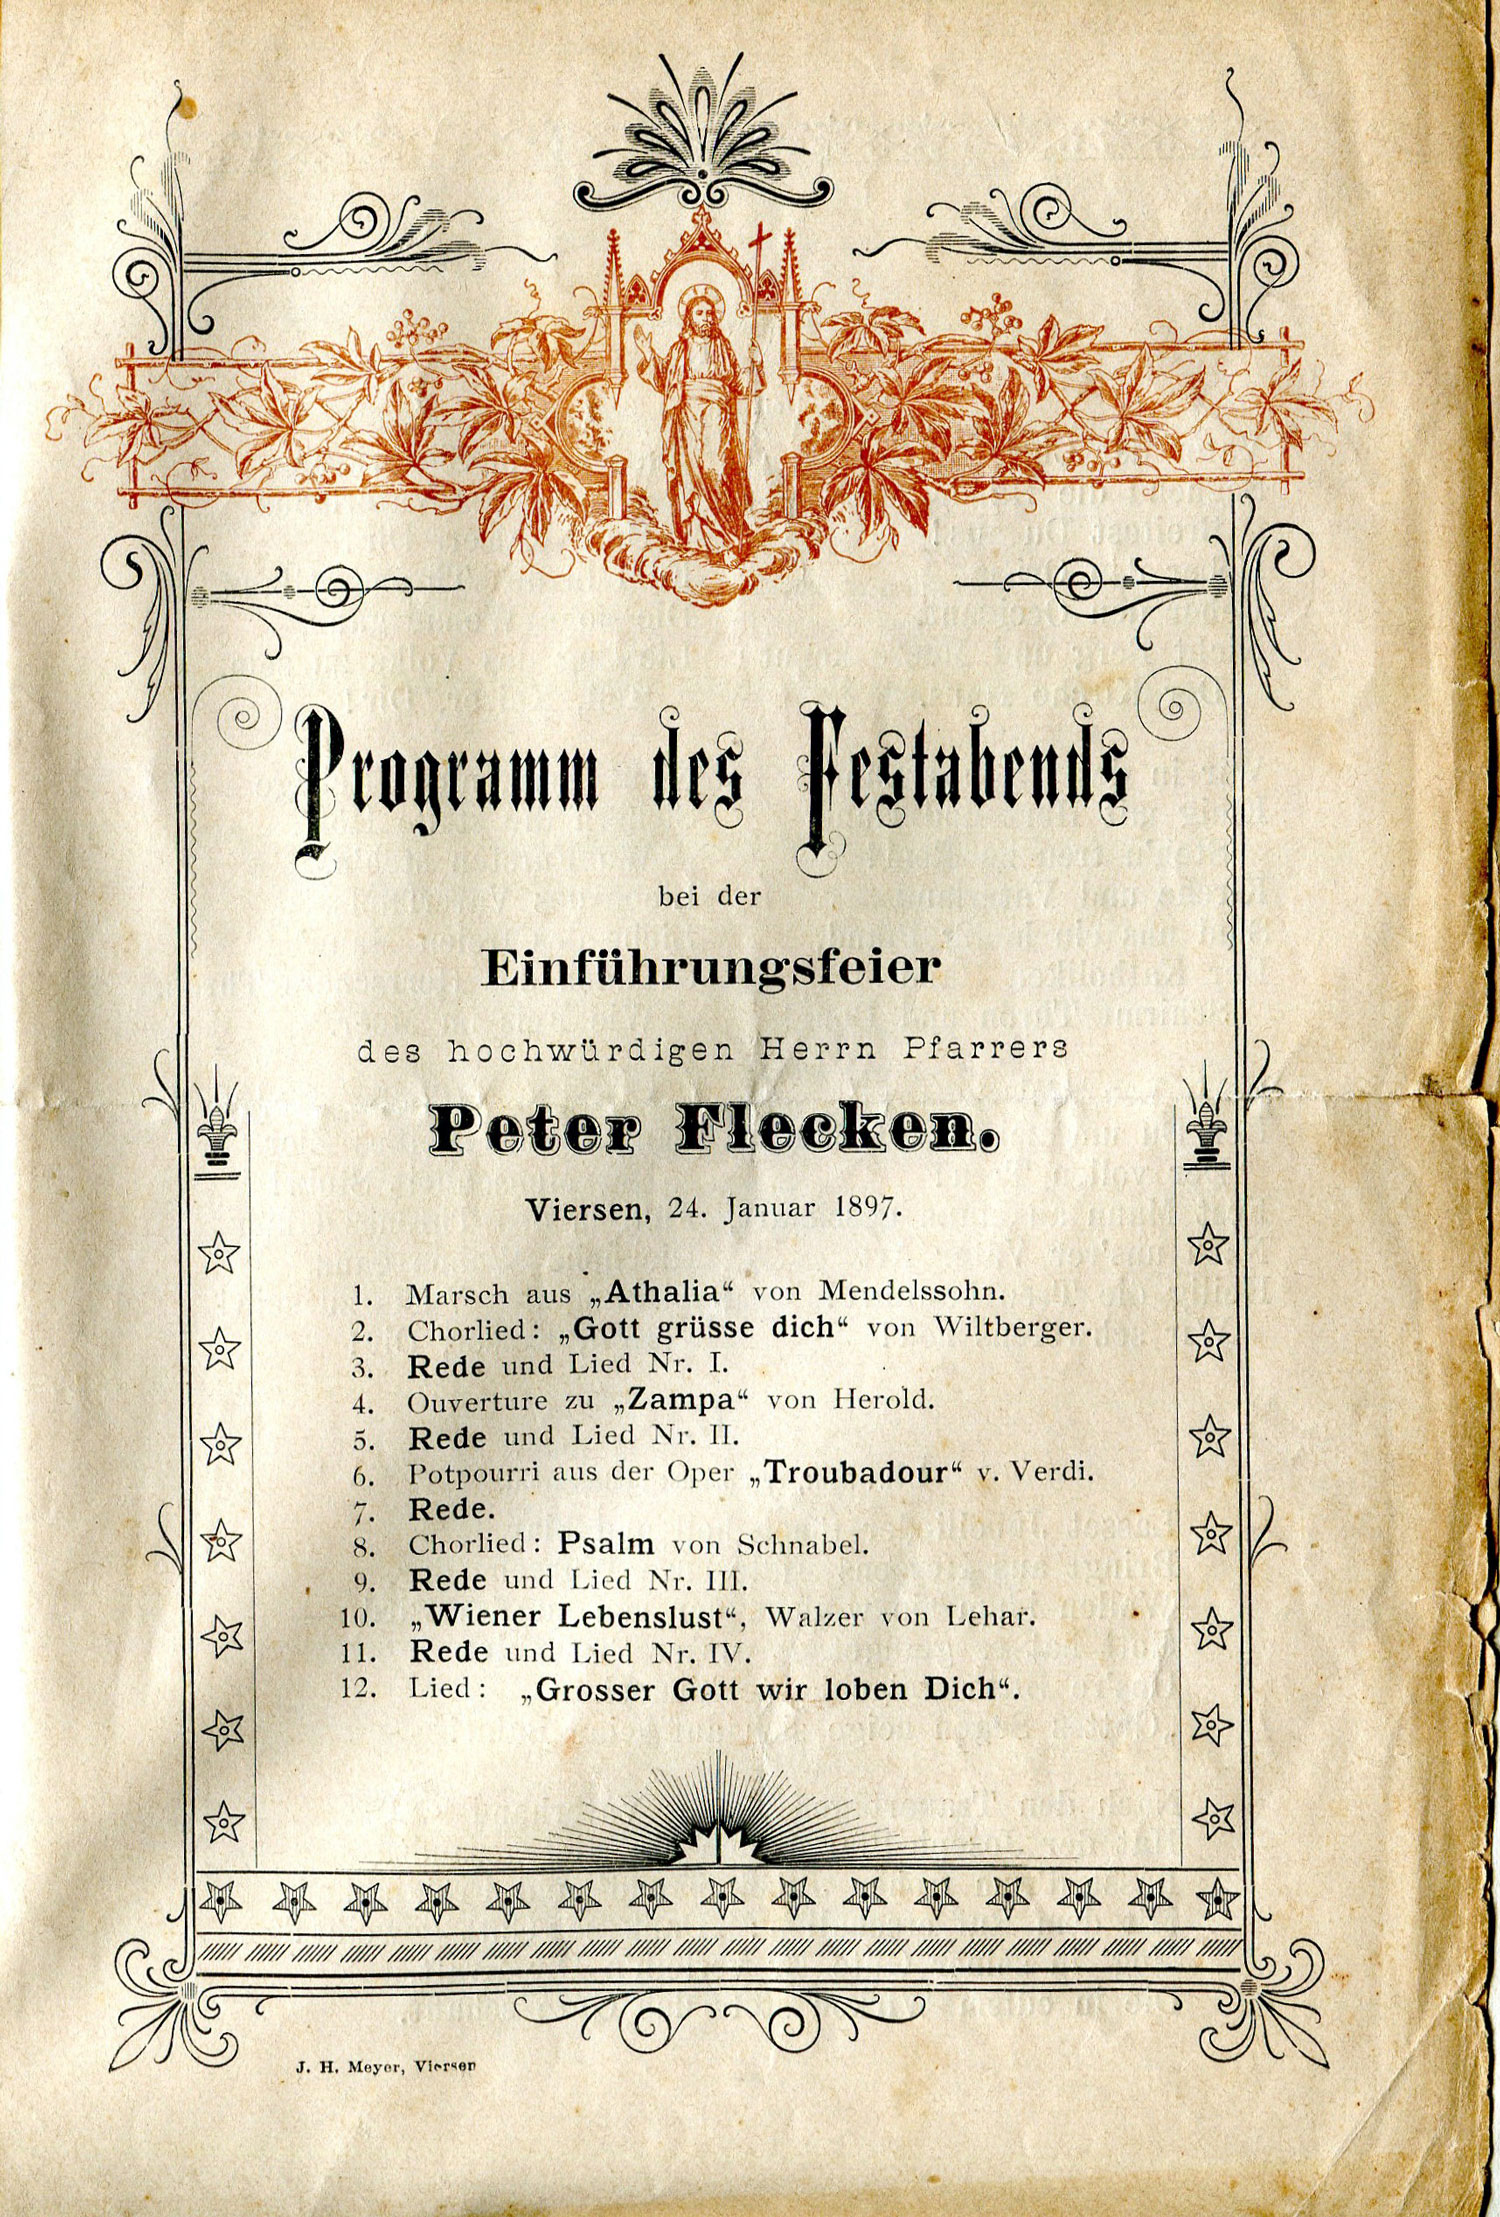 Programm des Festabends
bei der
Einführungsfeier
des hochwürdigen Herrn Pfarrers
Peter Flecken.
Viersen, 24. Januar 1897.
1. Marsch aus „Athalia“ von Mendelssohn.
2. Chorlied: „Gott grüsse dich“ von Wiltberger.
3. Rede und Lied Nr. I.
4. Ouverture zu „Zampa“ von Herold.
5. Rede und Lied Nr. II.
6. Potpourri aus der Oper „Troubadour“ v. Verdi.
7. Rede.
8. Chorlied: Psalm von Schnabel.
9. Rede und Lied Nr. III.
10. „Wiener Lebenslust“, Walzer von Lehar.
11. Rede und Lied Nr. IV.
12. Lied: „Grosser Gott wir loben Dich“.
J. H. Meyer, Viersen